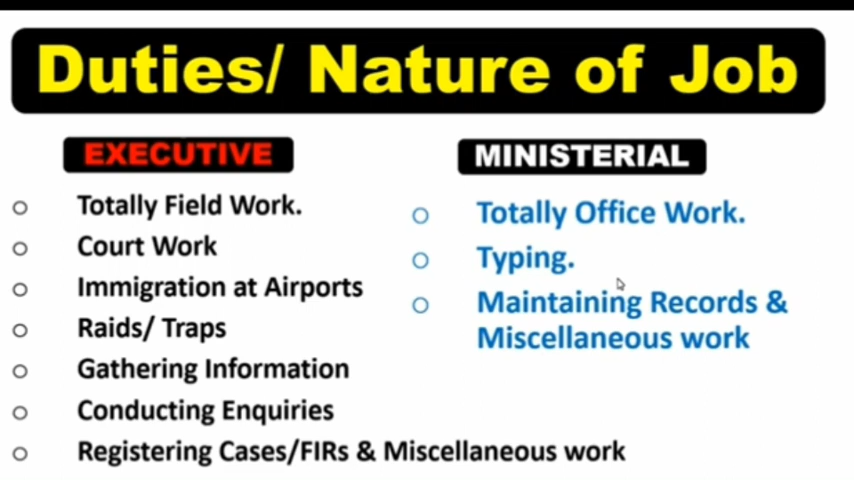 Duties/ Nature of Job
EXECUTIVE
Totally Field Work.
Court Work
Immigration at Airports
Raids/ Traps
Gathering Information
Conducting Enquiries
Registering Cases/FIRs & Miscellaneous work
MINISTERIAL
Totally Office Work.
Typing.
Maintaining Records &
Miscellaneous work